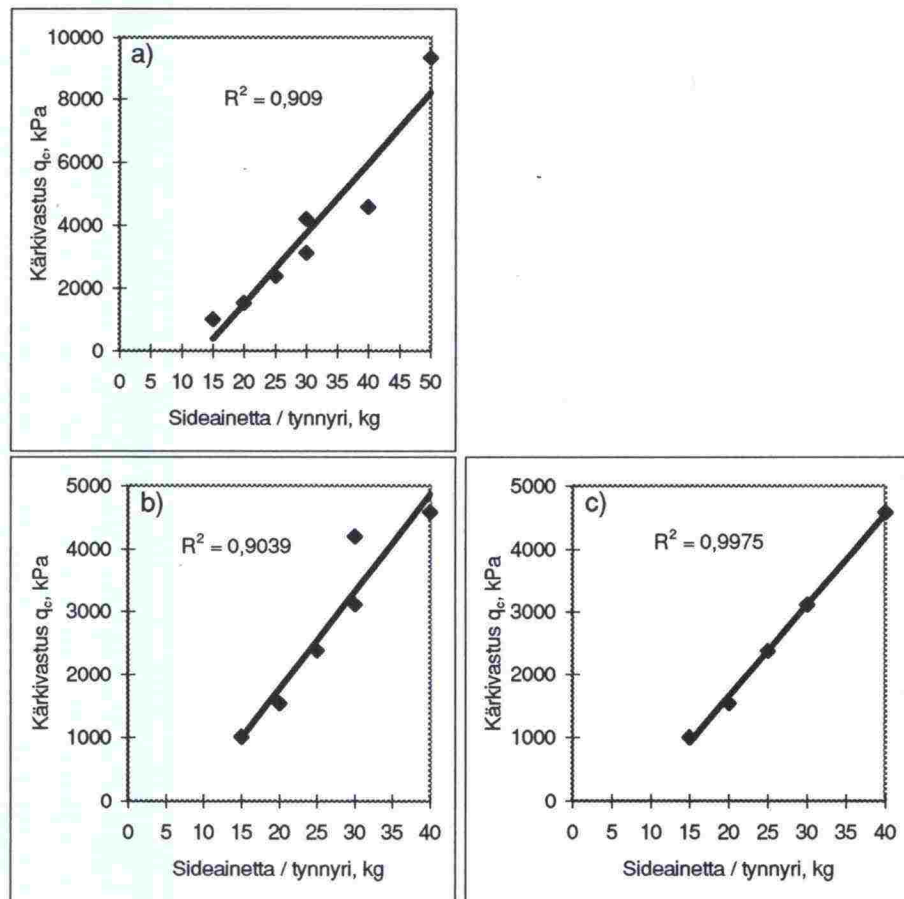 a)
R² = 0,909
Kärkivastus qc, kPa
10000
8000
6000
4000
2000
0
0 5 10 15 20 25 30 35 40 45 50
Sideainetta / tynnyri, kg
b)
R² = 0,9039
Kärkivastus qc, kPa
5000
4000
3000
2000
1000
0
0 5 10 15 20 25 30 35 40
Sideainetta / tynnyri, kg
c)
R² = 0,9975
Kärkivastus qc, kPa
5000
4000
3000
2000
1000
0
0 5 10 15 20 25 30 35 40
Sideainetta / tynnyri, kg